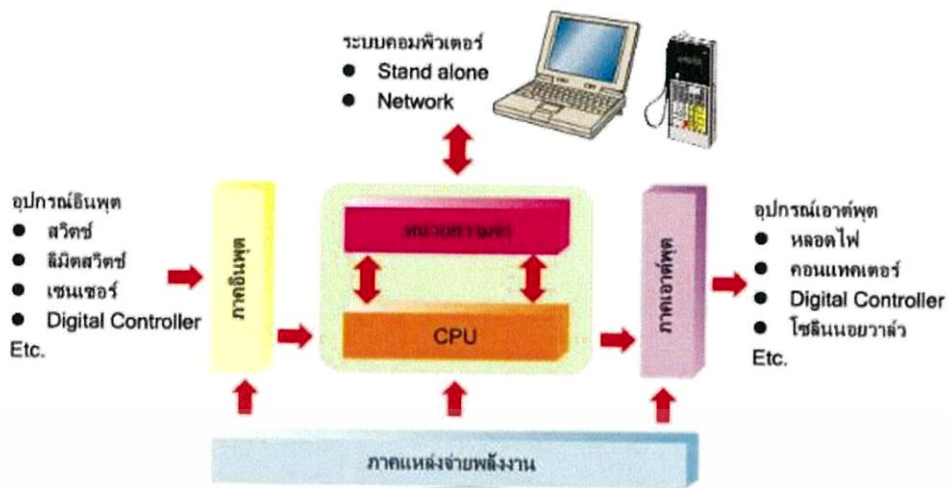 ระบบคอมพิวเตอร์
● Stand alone
● Network
อุปกรณ์อินพุต
● สวิตช์
● ลิมิตสวิตช์
● เซนเซอร์
● Digital Controller
Etc.
ภาคอินพุต
หน่วยความจำ
CPU
ภาคเอาต์พุต
อุปกรณ์เอาต์พุต
● หลอดไฟ
● คอนแทคเตอร์
● Digital Controller
● โซลินนอยวาล์ว
Etc.
ภาคแหล่งจ่ายพลังงาน